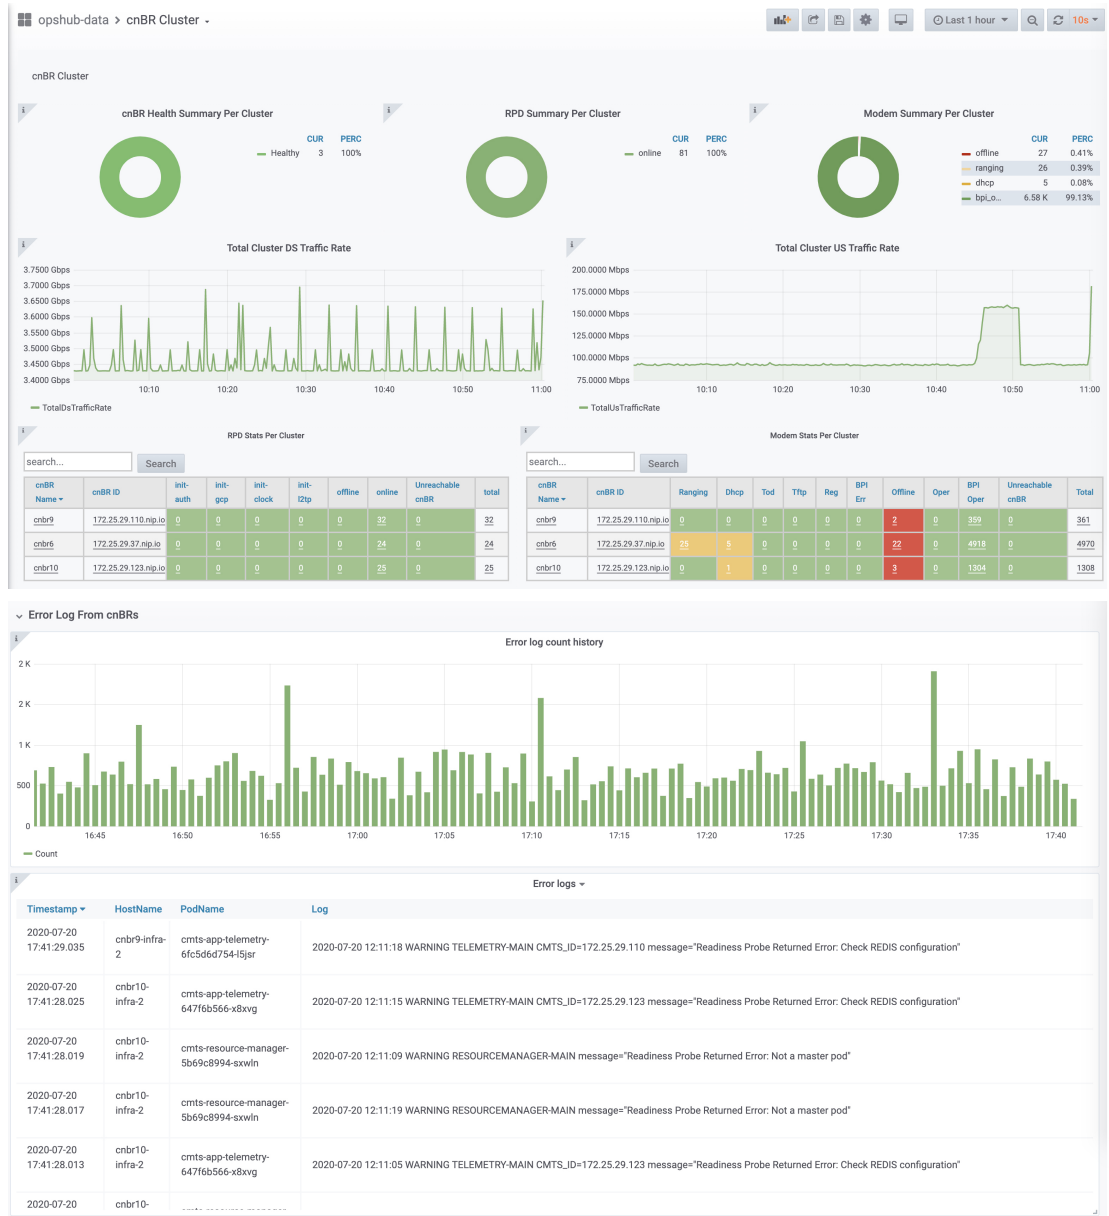 opshub-data > cnBR Cluster
Last 1 hour
10s
cnBR Cluster
cnBR Health Summary Per Cluster
CUR PERC
Healthy 3 100%
RPD Summary Per Cluster
CUR PERC
online 81 100%
Modem Summary Per Cluster
CUR PERC
offline 27 0.41%
ranging 26 0.39%
dhcp 5 0.08%
bpi_o... 6.58 K 99.13%
Total Cluster DS Traffic Rate
3.7500 Gbps
3.7000 Gbps
3.6500 Gbps
3.6000 Gbps
3.5500 Gbps
3.5000 Gbps
3.4500 Gbps
3.4000 Gbps
10:10 10:20 10:30 10:40 10:50 11:00
TotalDsTrafficRate
Total Cluster US Traffic Rate
200.0000 Mbps
175.0000 Mbps
150.0000 Mbps
125.0000 Mbps
100.0000 Mbps
75.0000 Mbps
10:10 10:20 10:30 10:40 10:50 11:00
TotalUsTrafficRate
RPD Stats Per Cluster
search... Search
cnBR Name cnBR ID init-auth init-gcp init-clock init-l2tp offline online Unreachable cnBR total
cnbr9 172.25.29.110.nip.io 0 0 0 0 0 32 0 32
cnbr6 172.25.29.37.nip.io 0 0 0 0 0 24 0 24
cnbr10 172.25.29.123.nip.io 0 0 0 0 0 25 0 25
Modem Stats Per Cluster
search... Search
cnBR Name cnBR ID Ranging Dhcp Tod Tftp Reg BPI Err Offline Oper BPI Oper Unreachable cnBR Total
cnbr9 172.25.29.110.nip.io 0 0 0 0 0 0 2 0 359 0 361
cnbr6 172.25.29.37.nip.io 25 5 0 0 0 0 22 0 4918 0 4970
cnbr10 172.25.29.123.nip.io 0 1 0 0 0 0 3 0 1304 0 1308
Error Log From cnBRs
Error log count history
2 K
2 K
1 K
500
0
16:45 16:50 16:55 17:00 17:05 17:10 17:15 17:20 17:25 17:30 17:35 17:40
Count
Error logs
Timestamp HostName PodName Log
2020-07-20 17:41:29.035 cnbr9-infra-2 cmts-app-telemetry-6fc5d6d754-l5jsr 2020-07-20 12:11:18 WARNING TELEMETRY-MAIN CMTS_ID=172.25.29.110 message="Readiness Probe Returned Error: Check REDIS configuration"
2020-07-20 17:41:28.025 cnbr10-infra-2 cmts-app-telemetry-647f6b566-x8xvg 2020-07-20 12:11:15 WARNING TELEMETRY-MAIN CMTS_ID=172.25.29.123 message="Readiness Probe Returned Error: Check REDIS configuration"
2020-07-20 17:41:28.019 cnbr10-infra-2 cmts-resource-manager-5b69c8994-sxwln 2020-07-20 12:11:09 WARNING RESOURCEMANAGER-MAIN message="Readiness Probe Returned Error: Not a master pod"
2020-07-20 17:41:28.017 cnbr10-infra-2 cmts-resource-manager-5b69c8994-sxwln 2020-07-20 12:11:19 WARNING RESOURCEMANAGER-MAIN message="Readiness Probe Returned Error: Not a master pod"
2020-07-20 17:41:28.013 cnbr10-infra-2 cmts-app-telemetry-647f6b566-x8xvg 2020-07-20 12:11:05 WARNING TELEMETRY-MAIN CMTS_ID=172.25.29.123 message="Readiness Probe Returned Error: Check REDIS configuration"
2020-07-20 cnbr10-